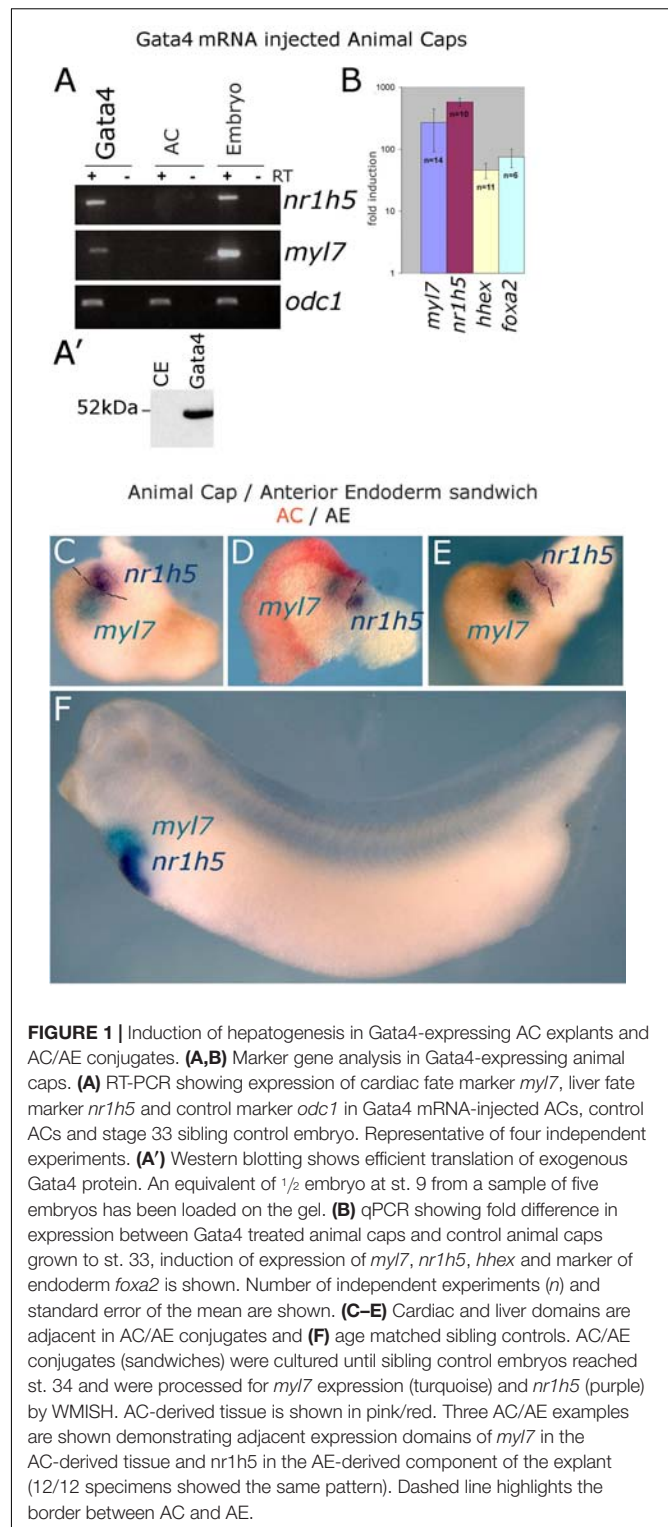 Gata4 mRNA injected Animal Caps
A
Gata4
AC
Embryo
+ - + - + - RT
nr1h5
myl7
odc1
A′
CE
Gata4
52kDa
B
fold induction
1000
100
10
1
n=14
n=10
n=11
n=6
myl7
nr1h5
hhex
foxa2
Animal Cap / Anterior Endoderm sandwich
AC / AE
C
nr1h5
myl7
D
myl7
nr1h5
E
nr1h5
myl7
F
myl7
nr1h5
FIGURE 1 | Induction of hepatogenesis in Gata4-expressing AC explants and
AC/AE conjugates. (A,B) Marker gene analysis in Gata4-expressing animal
caps. (A) RT-PCR showing expression of cardiac fate marker myl7, liver fate
marker nr1h5 and control marker odc1 in Gata4 mRNA-injected ACs, control
ACs and stage 33 sibling control embryo. Representative of four independent
experiments. (A′) Western blotting shows efficient translation of exogenous
Gata4 protein. An equivalent of 1/2 embryo at st. 9 from a sample of five
embryos has been loaded on the gel. (B) qPCR showing fold difference in
expression between Gata4 treated animal caps and control animal caps
grown to st. 33, induction of expression of myl7, nr1h5, hhex and marker of
endoderm foxa2 is shown. Number of independent experiments (n) and
standard error of the mean are shown. (C–E) Cardiac and liver domains are
adjacent in AC/AE conjugates and (F) age matched sibling controls. AC/AE
conjugates (sandwiches) were cultured until sibling control embryos reached
st. 34 and were processed for myl7 expression (turquoise) and nr1h5 (purple)
by WMISH. AC-derived tissue is shown in pink/red. Three AC/AE examples
are shown demonstrating adjacent expression domains of myl7 in the
AC-derived tissue and nr1h5 in the AE-derived component of the explant
(12/12 specimens showed the same pattern). Dashed line highlights the
border between AC and AE.